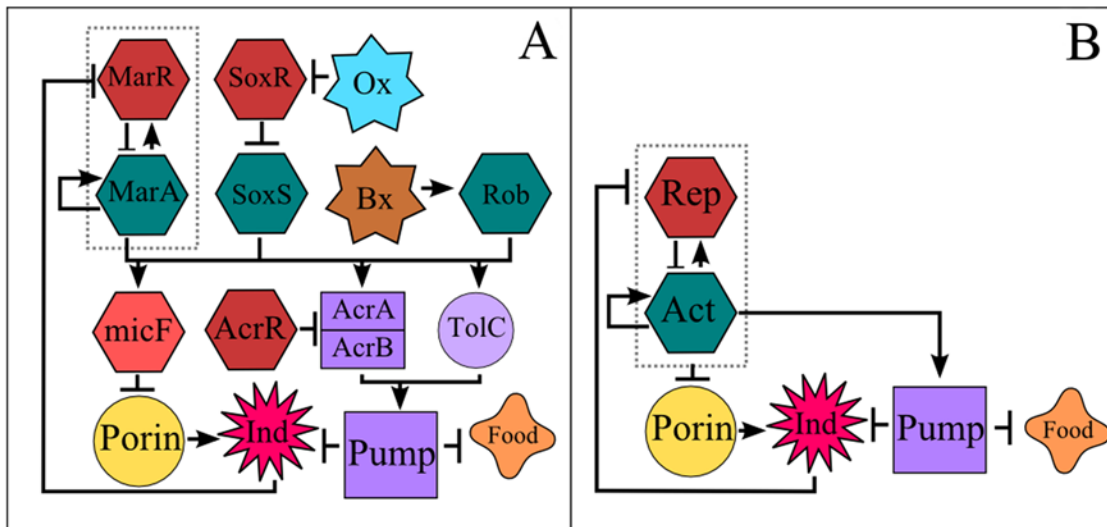 A
MarR
SoxR
Ox
MarA
SoxS
Bx
Rob
micF
AcrR
AcrA
AcrB
TolC
Porin
Ind
Pump
Food
B
Rep
Act
Porin
Ind
Pump
Food